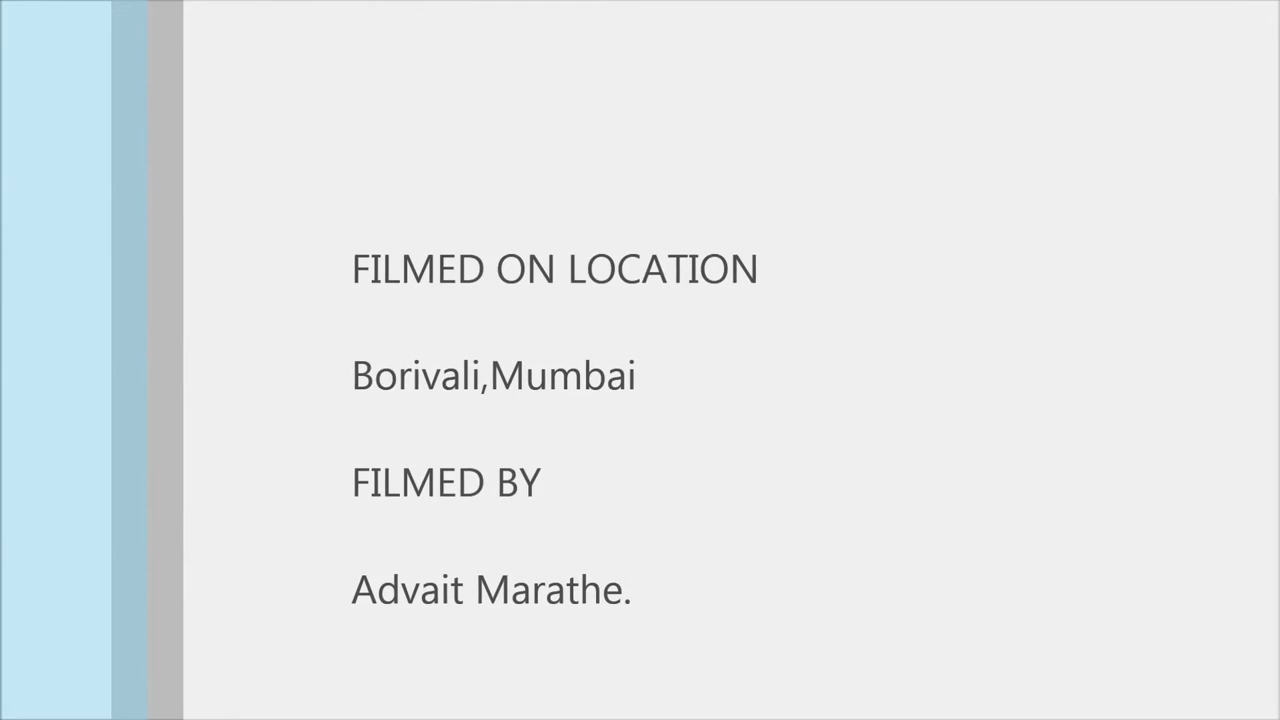 FILMED ON LOCATION
Borivali,Mumbai
FILMED BY
Advait Marathe.